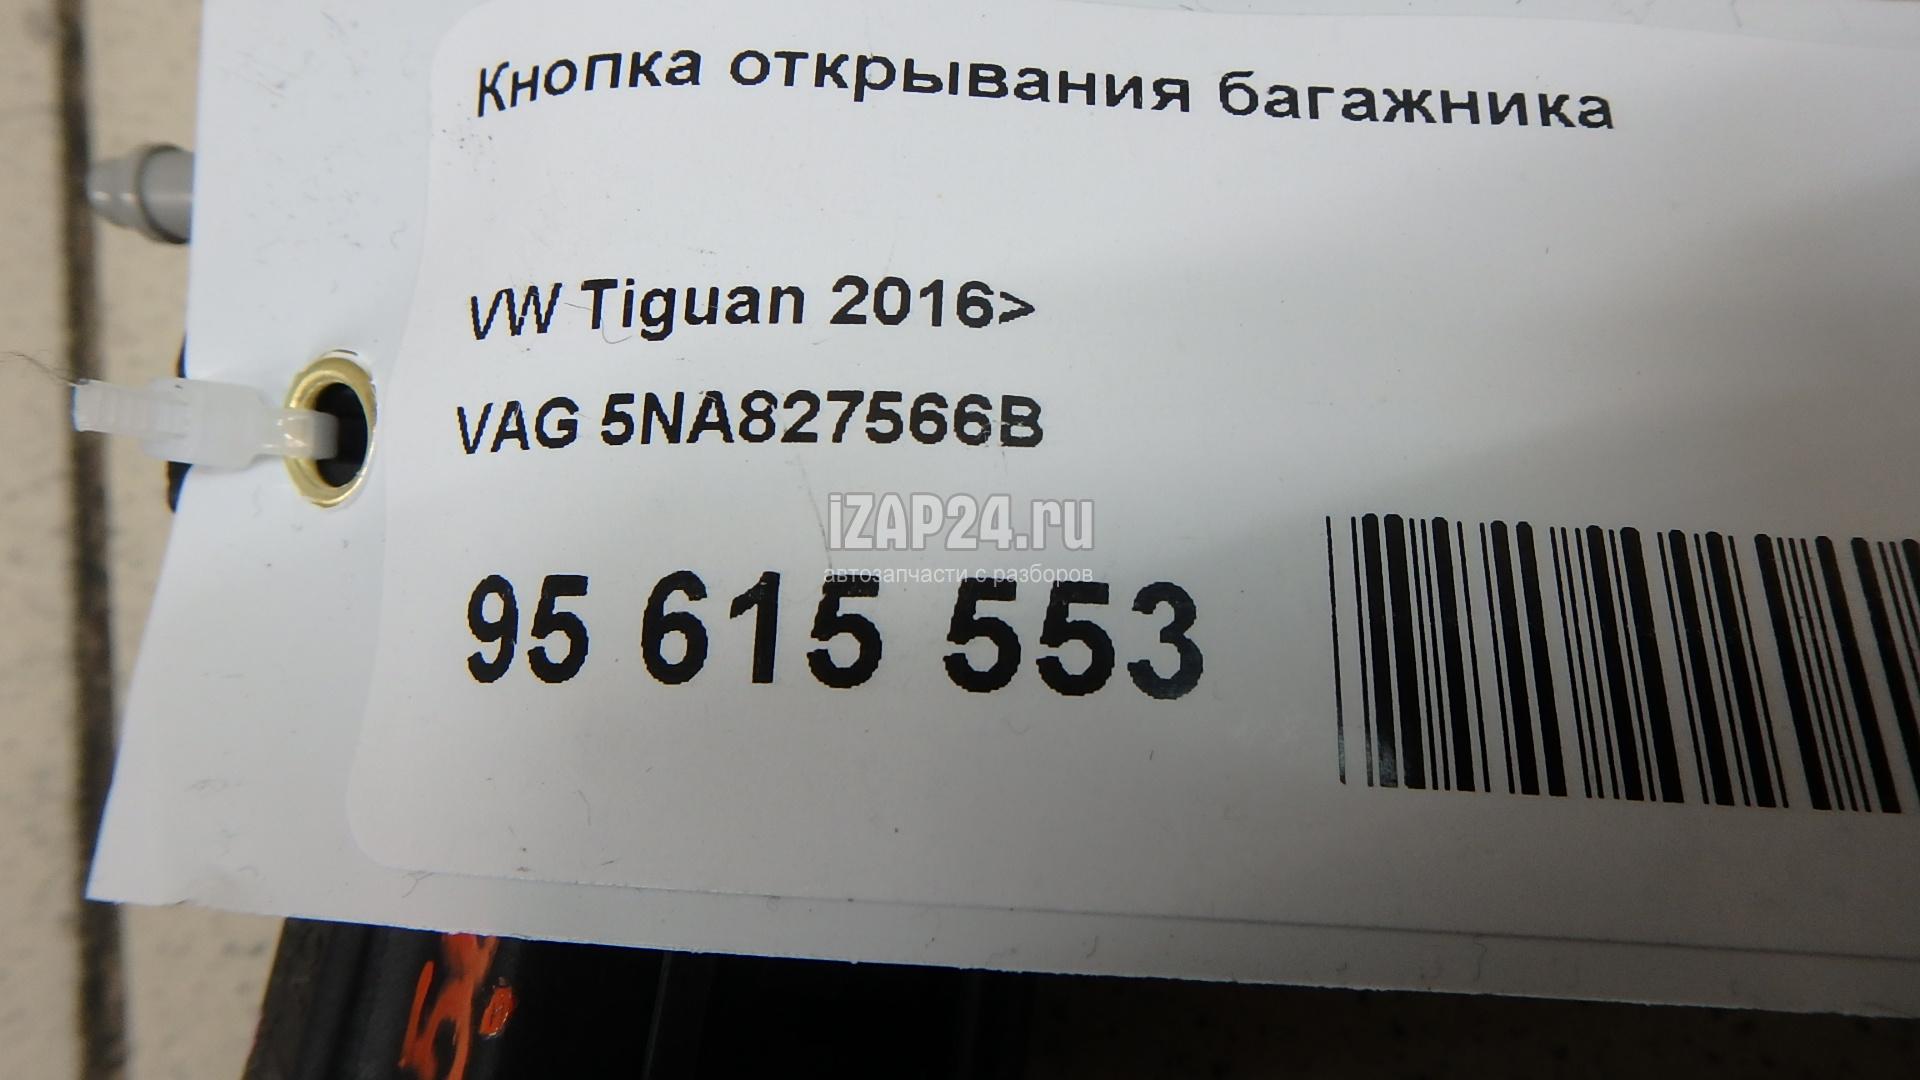 Кнопка открывания багажника
VW Tiguan 2016>
VAG 5NA827566B
iZAP24.ru
автозапчасти с разборов
95 615 553